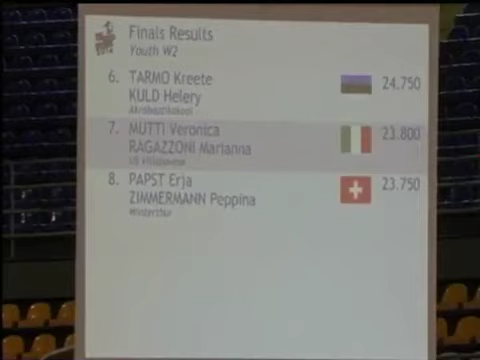 Finals Results
Youth W2
6. TARMO Kreete 24.750
KULD Helery
Akrobaatikakool
7. MUTTI Veronica 23.800
RAGAZZONI Marianna
8. PAPST Erja 23.750
ZIMMERMANN Peppina
Winterthur